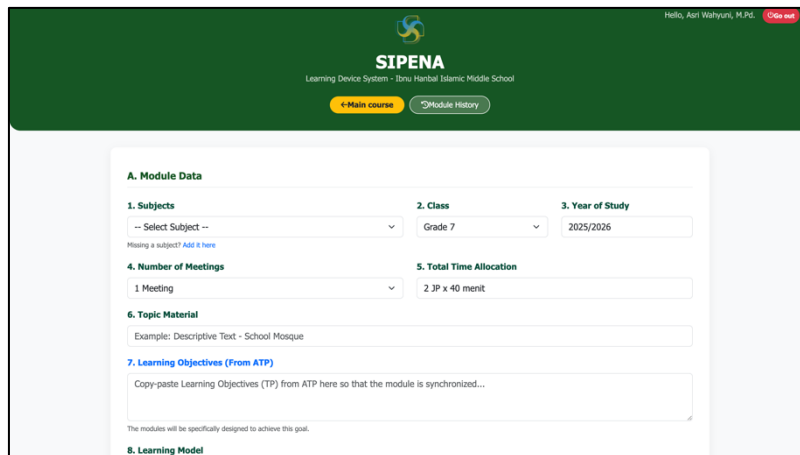 Hello, Asri Wahyuni, M.Pd. Go out
SIPENA
Learning Device System - Ibnu Hanbal Islamic Middle School
←Main course Module History
A. Module Data
1. Subjects 2. Class 3. Year of Study
-- Select Subject -- Grade 7 2025/2026
Missing a subject? Add it here
4. Number of Meetings 5. Total Time Allocation
1 Meeting 2 JP x 40 menit
6. Topic Material
Example: Descriptive Text - School Mosque
7. Learning Objectives (From ATP)
Copy-paste Learning Objectives (TP) from ATP here so that the module is synchronized...
The modules will be specifically designed to achieve this goal.
8. Learning Model